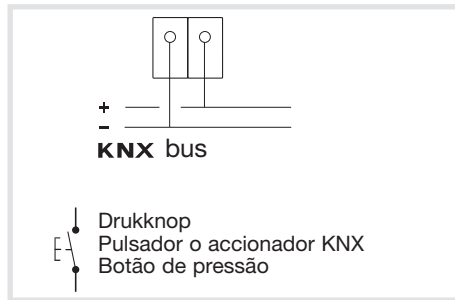 +
–
KNX bus
Drukknop
Pulsador o accionador KNX
Botão de pressão